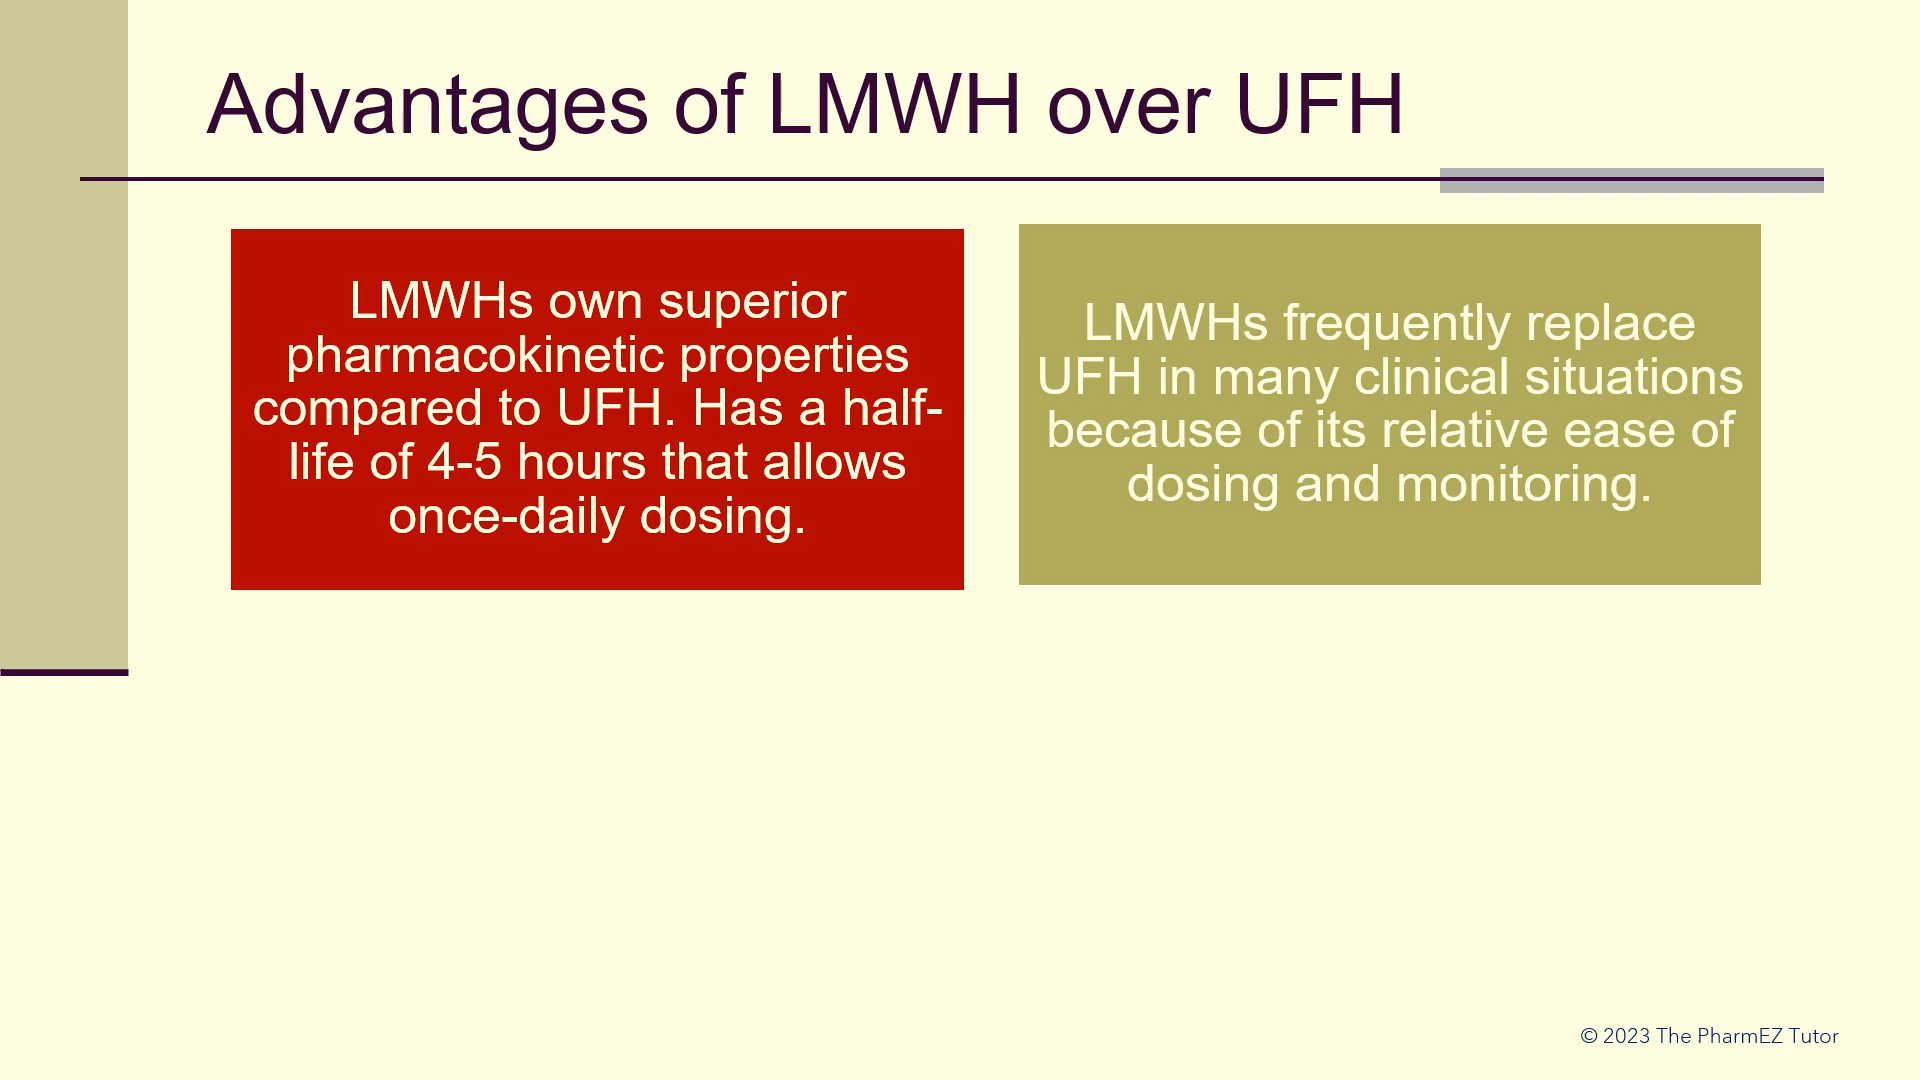 Advantages of LMWH over UFH
LMWHs own superior
pharmacokinetic properties
compared to UFH. Has a half-
life of 4-5 hours that allows
once-daily dosing.
LMWHs frequently replace
UFH in many clinical situations
because of its relative ease of
dosing and monitoring.
© 2023 The PharmEZ Tutor